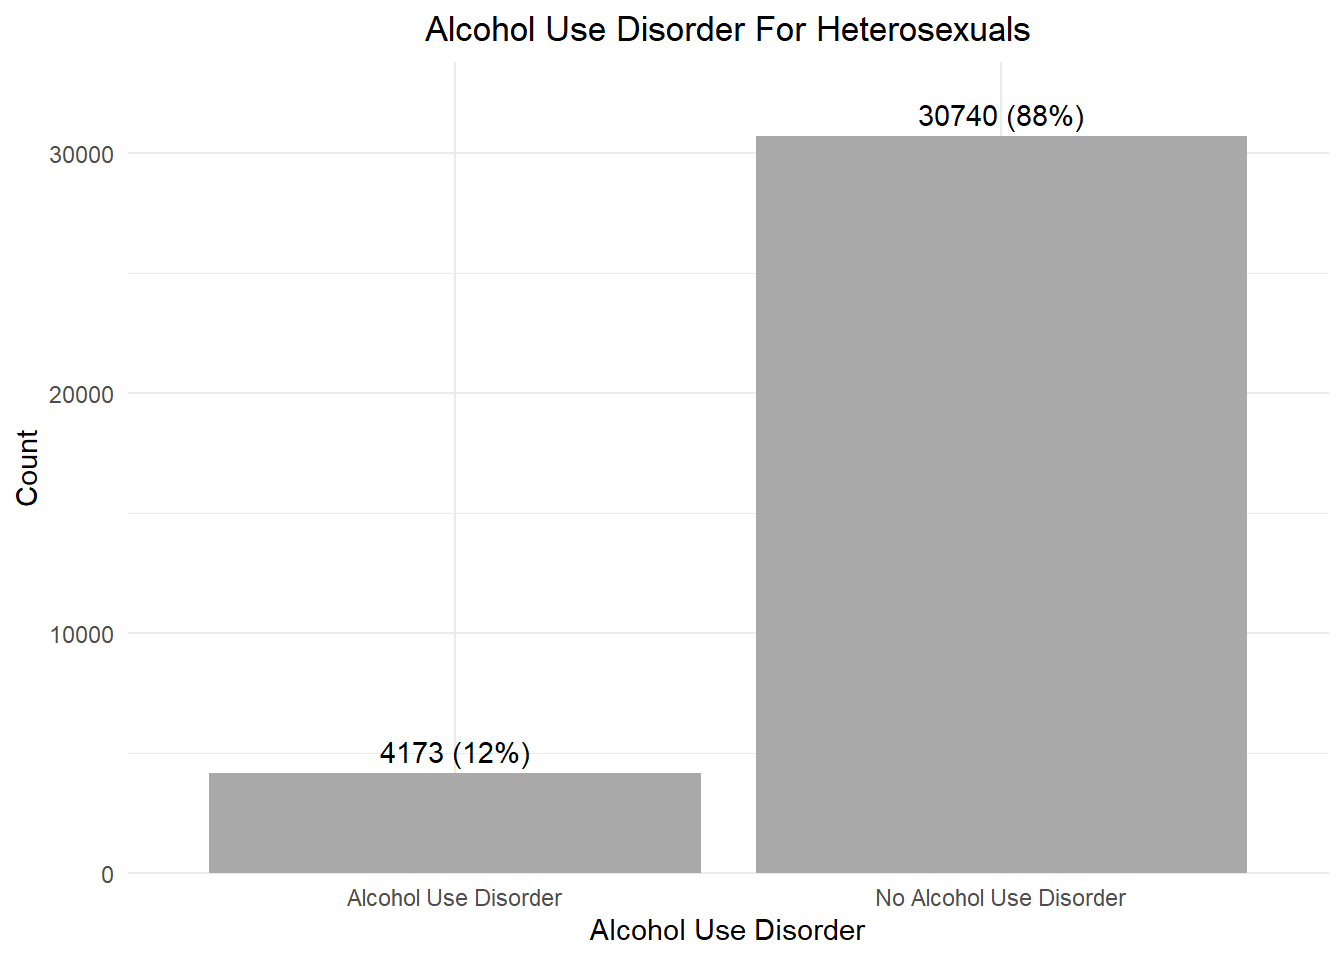 Alcohol Use Disorder For Heterosexuals
30740 (88%)
30000
20000
Count
10000
4173 (12%)
0
Alcohol Use Disorder
No Alcohol Use Disorder
Alcohol Use Disorder